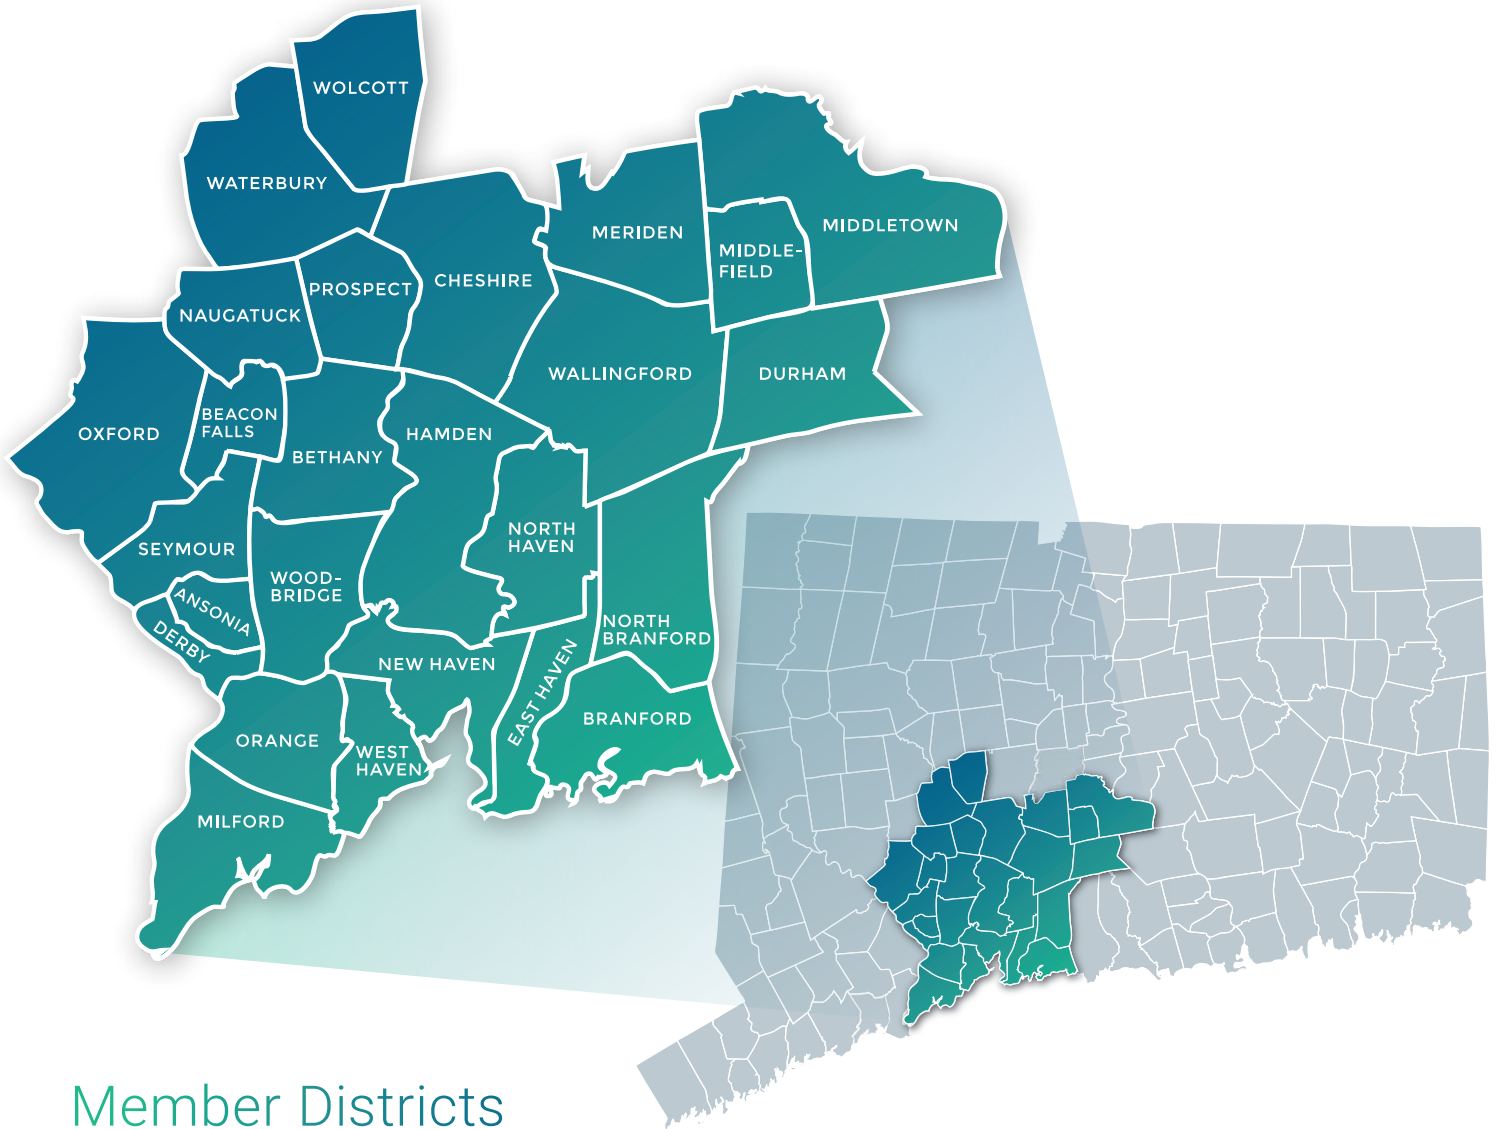 WOLCOTT
WATERBURY
MIDDLETOWN
MERIDEN
MIDDLE-
FIELD
CHESHIRE
PROSPECT
NAUGATUCK
WALLINGFORD
DURHAM
BEACON
FALLS
OXFORD
HAMDEN
BETHANY
NORTH
HAVEN
SEYMOUR
WOOD-
BRIDGE
ANSONIA
DERBY
NORTH
BRANFORD
NEW HAVEN
EAST HAVEN
BRANFORD
ORANGE
WEST
HAVEN
MILFORD
Member Districts